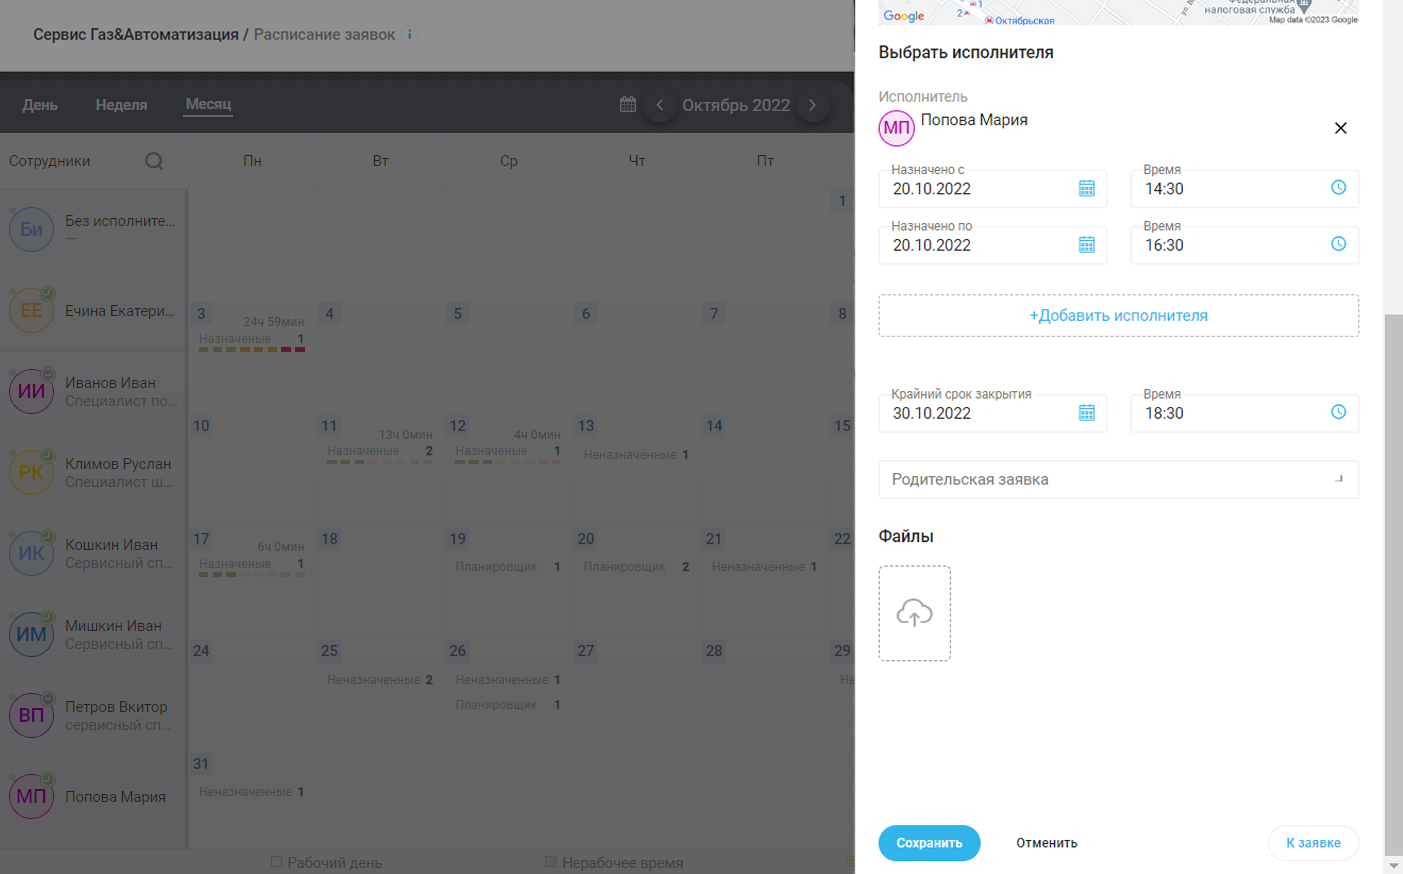 Сервис Газ&Автоматизация / Расписание заявок i
День Неделя Месяц
Октябрь 2022
Сотрудники
Пн Вт Ср Чт Пт
Би Без исполните...
—
1
ЕЕ Ечина Екатери...
3 24ч 59мин
Назначеные 1
4 5 6 7 8
ИИ Иванов Иван
Специалист по...
10
11 13ч 0мин
Назначеные 2
12 4ч 0мин
Назначеные 1
13
Неназначенные 1
14 15
РК Климов Руслан
Специалист ш...
17 6ч 0мин
Назначеные 1
18
19
Планировщик 1
20
Планировщик 2
21
Неназначенные 1
22
ИК Кошкин Иван
Сервисный сп...
ИМ Мишкин Иван
Сервисный сп...
24
25
Неназначенные 2
26
Неназначенные 1
Планировщик 1
27 28 29
Не
ВП Петров Вкитор
сервисный сп...
31
Неназначенные 1
МП Попова Мария
Рабочий день Нерабочее время
Google
1
2
Октябрьская
налоговая служба
Map data ©2023 Google
Выбрать исполнителя
Исполнитель
МП Попова Мария
Назначено с
20.10.2022
Время
14:30
Назначено по
20.10.2022
Время
16:30
+Добавить исполнителя
Крайний срок закрытия
30.10.2022
Время
18:30
Родительская заявка
Файлы
Сохранить Отменить К заявке